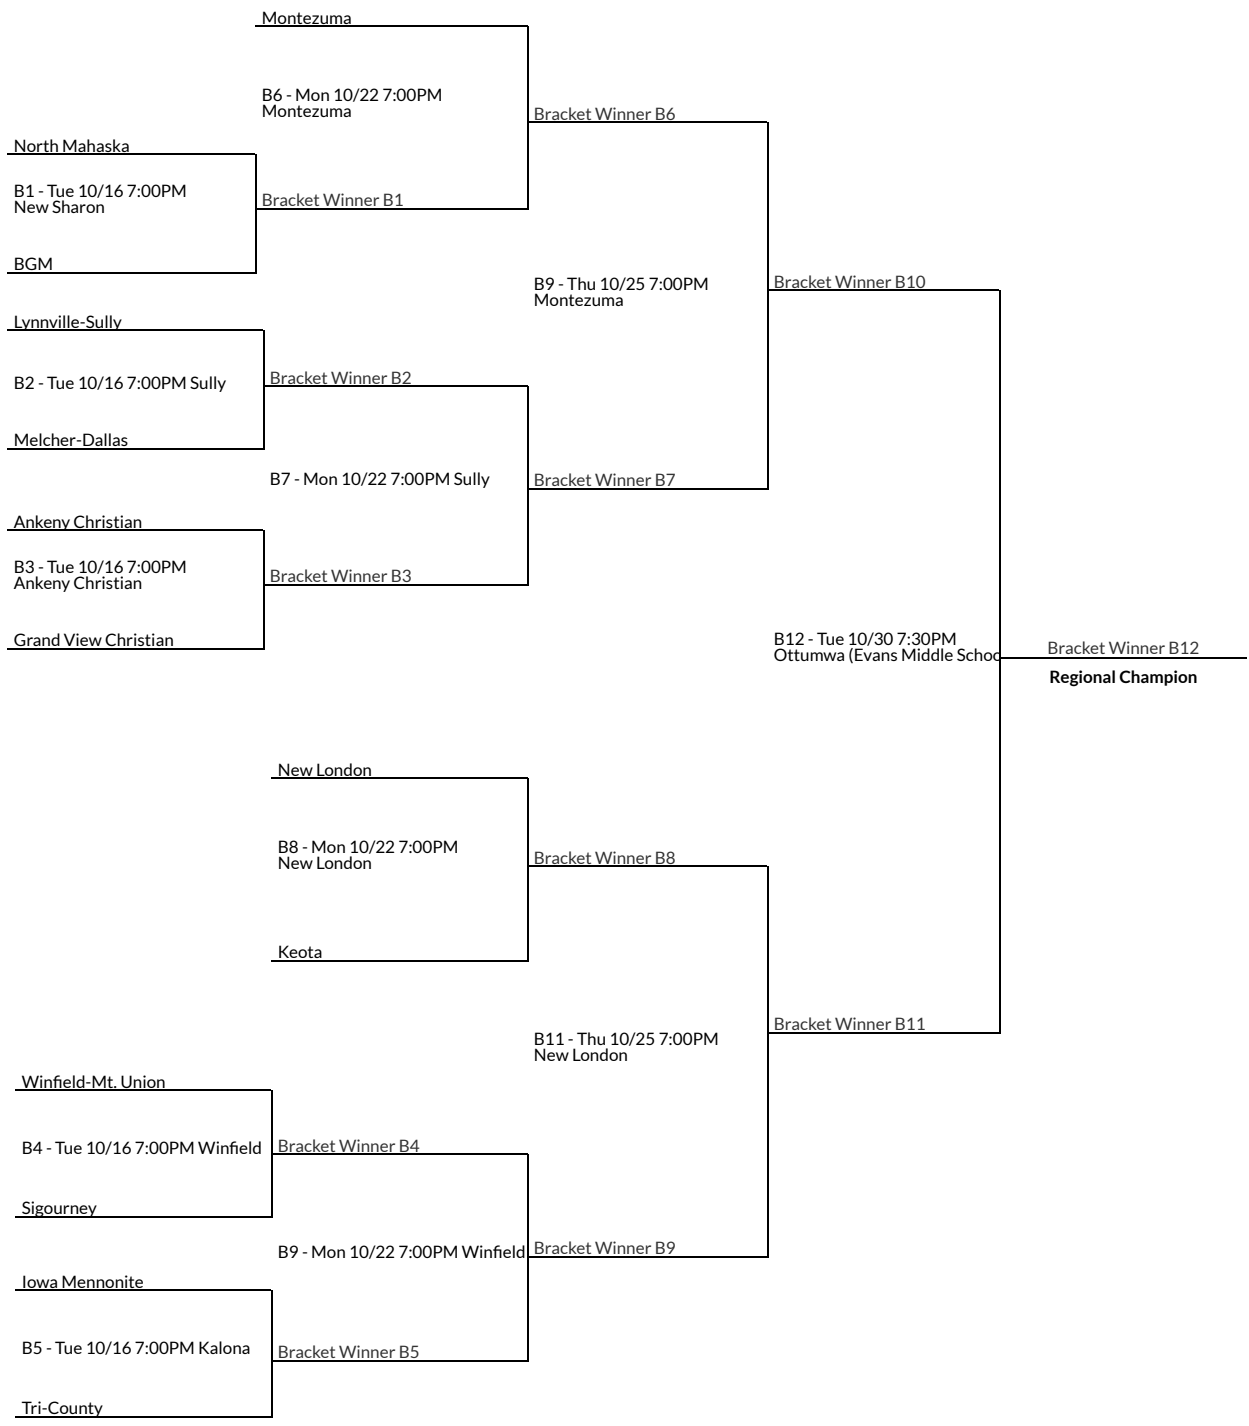 Montezuma
B6 - Mon 10/22 7:00PM
Montezuma
Bracket Winner B6
North Mahaska
B1 - Tue 10/16 7:00PM
New Sharon
Bracket Winner B1
BGM
B9 - Thu 10/25 7:00PM
Montezuma
Bracket Winner B10
Lynnville-Sully
B2 - Tue 10/16 7:00PM Sully
Bracket Winner B2
Melcher-Dallas
B7 - Mon 10/22 7:00PM Sully
Bracket Winner B7
Ankeny Christian
B3 - Tue 10/16 7:00PM
Ankeny Christian
Bracket Winner B3
Grand View Christian
B12 - Tue 10/30 7:30PM
Ottumwa (Evans Middle Schoo
Bracket Winner B12
Regional Champion
New London
B8 - Mon 10/22 7:00PM
New London
Bracket Winner B8
Keota
B11 - Thu 10/25 7:00PM
New London
Bracket Winner B11
Winfield-Mt. Union
B4 - Tue 10/16 7:00PM Winfield
Bracket Winner B4
Sigourney
B9 - Mon 10/22 7:00PM Winfield
Bracket Winner B9
Iowa Mennonite
B5 - Tue 10/16 7:00PM Kalona
Bracket Winner B5
Tri-County